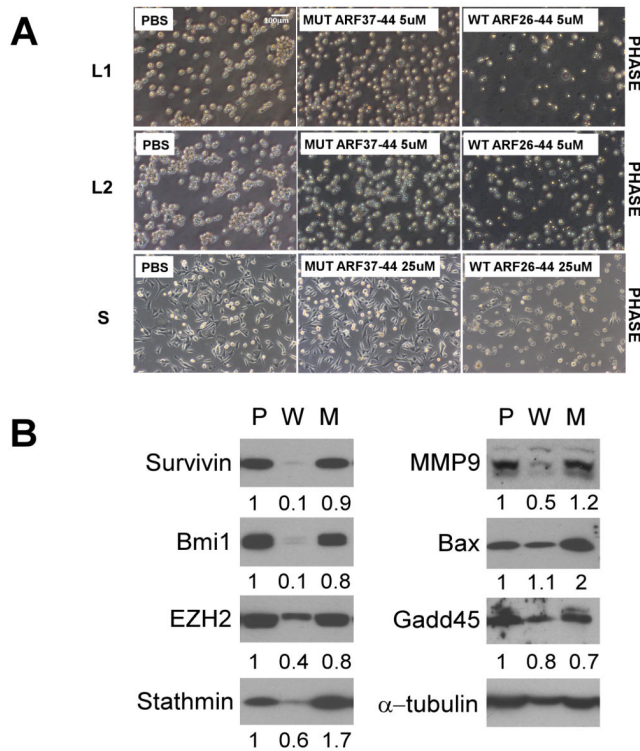 A
PBS
100µm
MUT ARF37-44 5uM
WT ARF26-44 5uM
L1
PHASE
PBS
MUT ARF37-44 5uM
WT ARF26-44 5uM
L2
PHASE
PBS
MUT ARF37-44 25uM
WT ARF26-44 25uM
S
PHASE
B
P W M
Survivin
1 0.1 0.9
Bmi1
1 0.1 0.8
EZH2
1 0.4 0.8
Stathmin
1 0.6 1.7
P W M
MMP9
1 0.5 1.2
Bax
1 1.1 2
Gadd45
1 0.8 0.7
α–tubulin